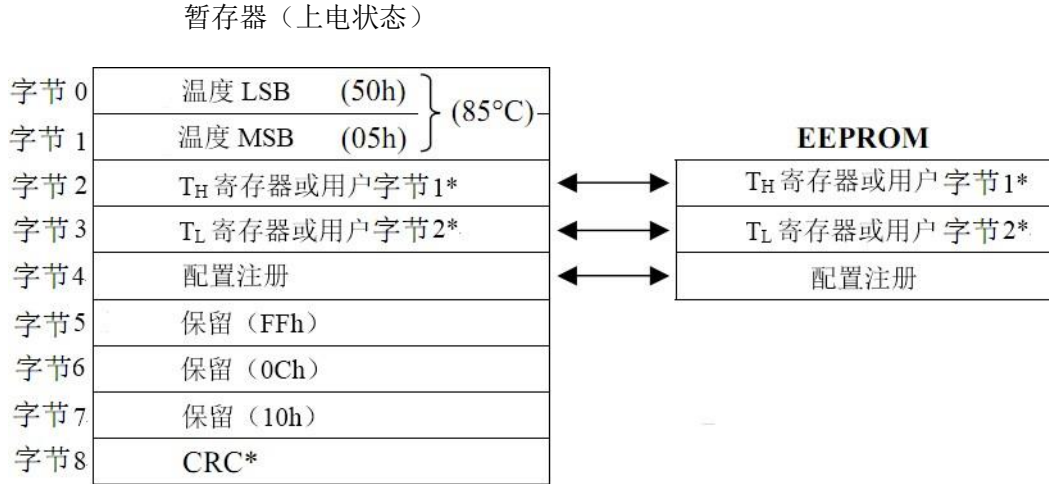 暂存器（上电状态）
字节 0 温度 LSB (50h)
(85°C)
字节 1 温度 MSB (05h)
EEPROM
字节 2 TH 寄存器或用户字节1* TH 寄存器或用户字节1*
字节 3 TL 寄存器或用户字节2* TL 寄存器或用户字节2*
字节4 配置注册 配置注册
字节5 保留（FFh）
字节6 保留（0Ch）
字节7 保留（10h）
字节8 CRC*